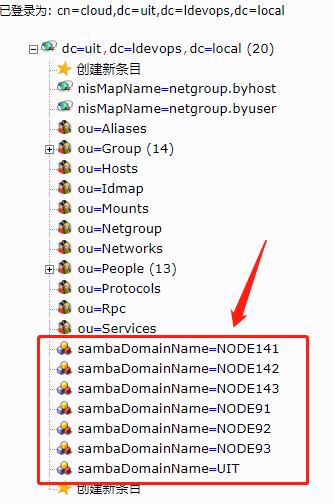 已登录为: cn=cloud,dc=uit,dc=ldevops,dc=local
dc=uit,dc=ldevops,dc=local (20)
创建新条目
nisMapName=netgroup.byhost
nisMapName=netgroup.byuser
ou=Aliases
ou=Group (14)
ou=Hosts
ou=Idmap
ou=Mounts
ou=Netgroup
ou=Networks
ou=People (13)
ou=Protocols
ou=Rpc
ou=Services
sambaDomainName=NODE141
sambaDomainName=NODE142
sambaDomainName=NODE143
sambaDomainName=NODE91
sambaDomainName=NODE92
sambaDomainName=NODE93
sambaDomainName=UIT
创建新条目